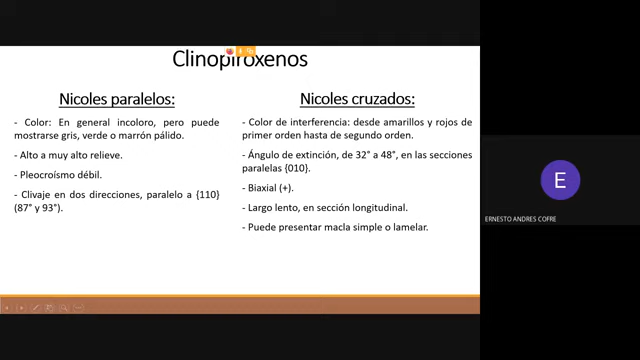 Clinopiroxenos
Nicoles paralelos:
- Color: En general incoloro, pero puede
mostrarse gris, verde o marrón pálido.
- Alto a muy alto relieve.
- Pleocroísmo débil.
- Clivaje en dos direcciones, paralelo a {110}
(87° y 93°).
Nicoles cruzados:
- Color de interferencia: desde amarillos y rojos de
primer orden hasta de segundo orden.
- Ángulo de extinción, de 32° a 48°, en las secciones
paralelas {010}.
- Biaxial (+).
- Largo lento, en sección longitudinal.
- Puede presentar macla simple o lamelar.
E
ERNESTO ANDRES COFRE